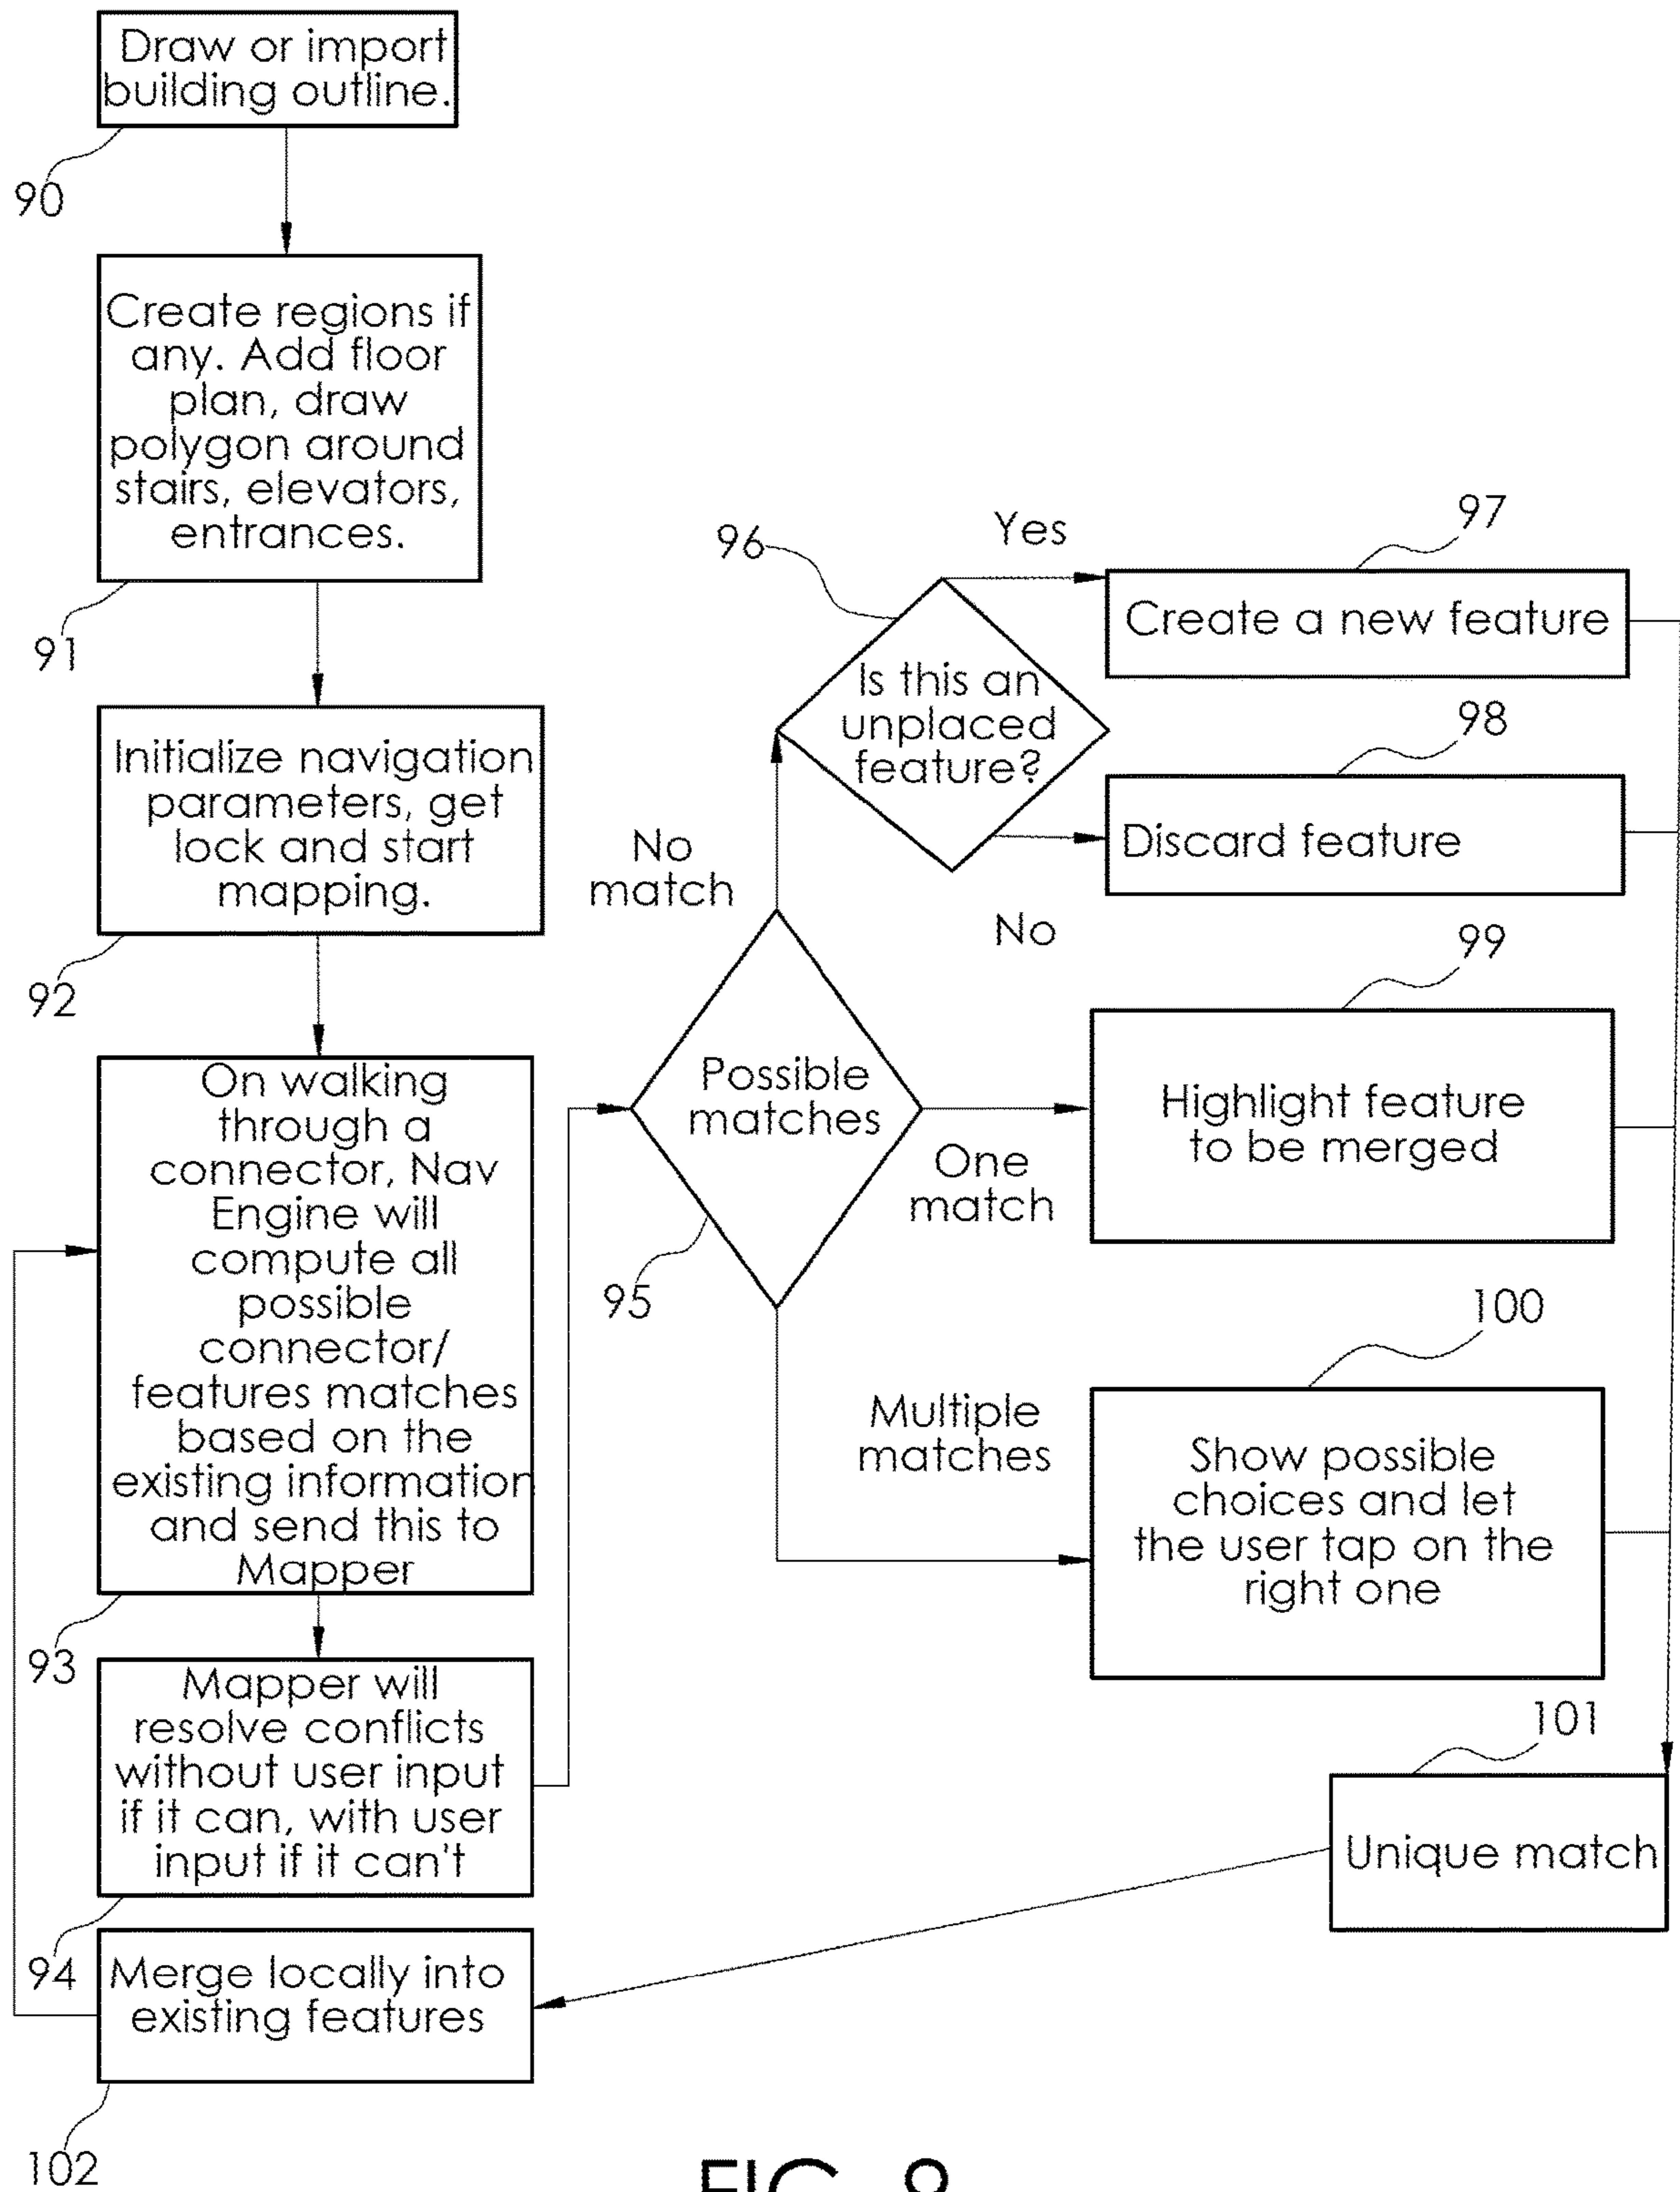 Draw or import
building outline.
90
Create regions if
any. Add floor
plan, draw
polygon around
stairs, elevators,
entrances.
91
Initialize navigation
parameters, get
lock and start
mapping.
92
On walking
through a
connector, Nav
Engine will
compute all
possible
connector/
features matches
based on the
existing information
and send this to
Mapper
93
Mapper will
resolve conflicts
without user input
if it can, with user
input if it can't
94
Merge locally into
existing features
102
Possible
matches
95
No
match
One
match
Multiple
matches
96
Is this an
unplaced
feature?
Yes
No
97
Create a new feature
98
Discard feature
99
Highlight feature
to be merged
100
Show possible
choices and let
the user tap on the
right one
101
Unique match
FIG. 9